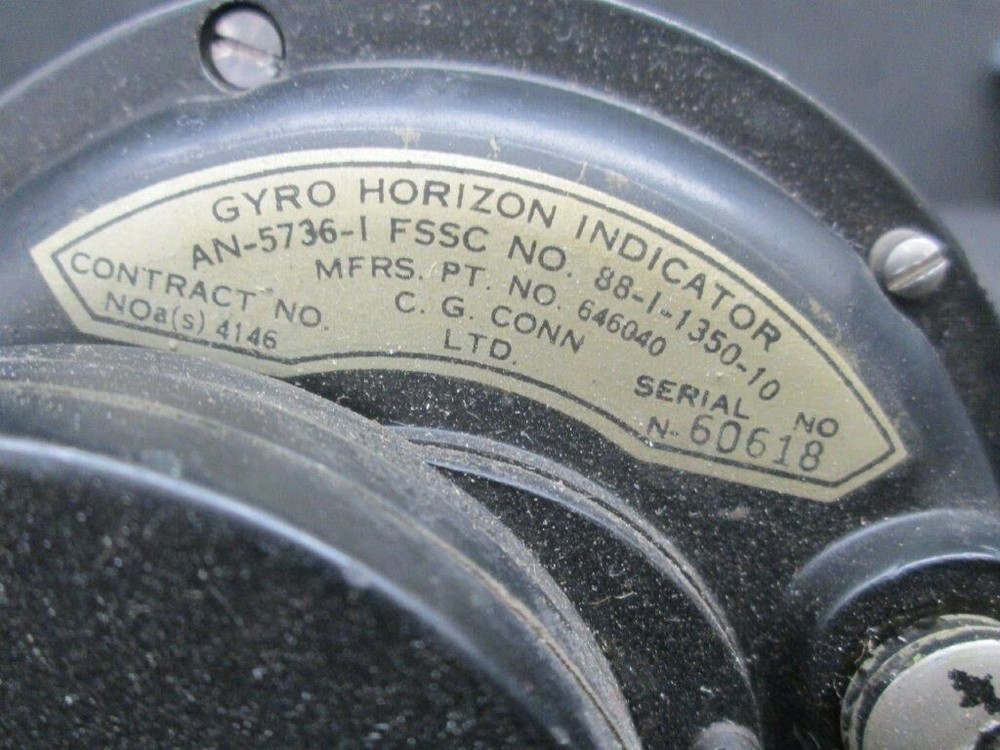 GYRO HORIZON INDICATOR
AN-5736-1 FSSC NO. 88-1-1350-10
MFRS. PT. NO. 646040
CONTRACT NO.
NOa(s) 4146
C. G. CONN
LTD.
SERIAL NO
N- 60618